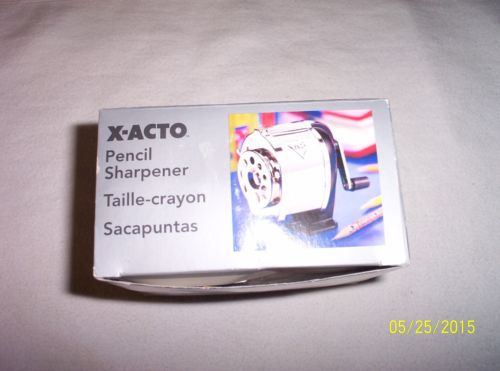 X-ACTO
Pencil
Sharpener
Taille-crayon
Sacapuntas
05/25/2015